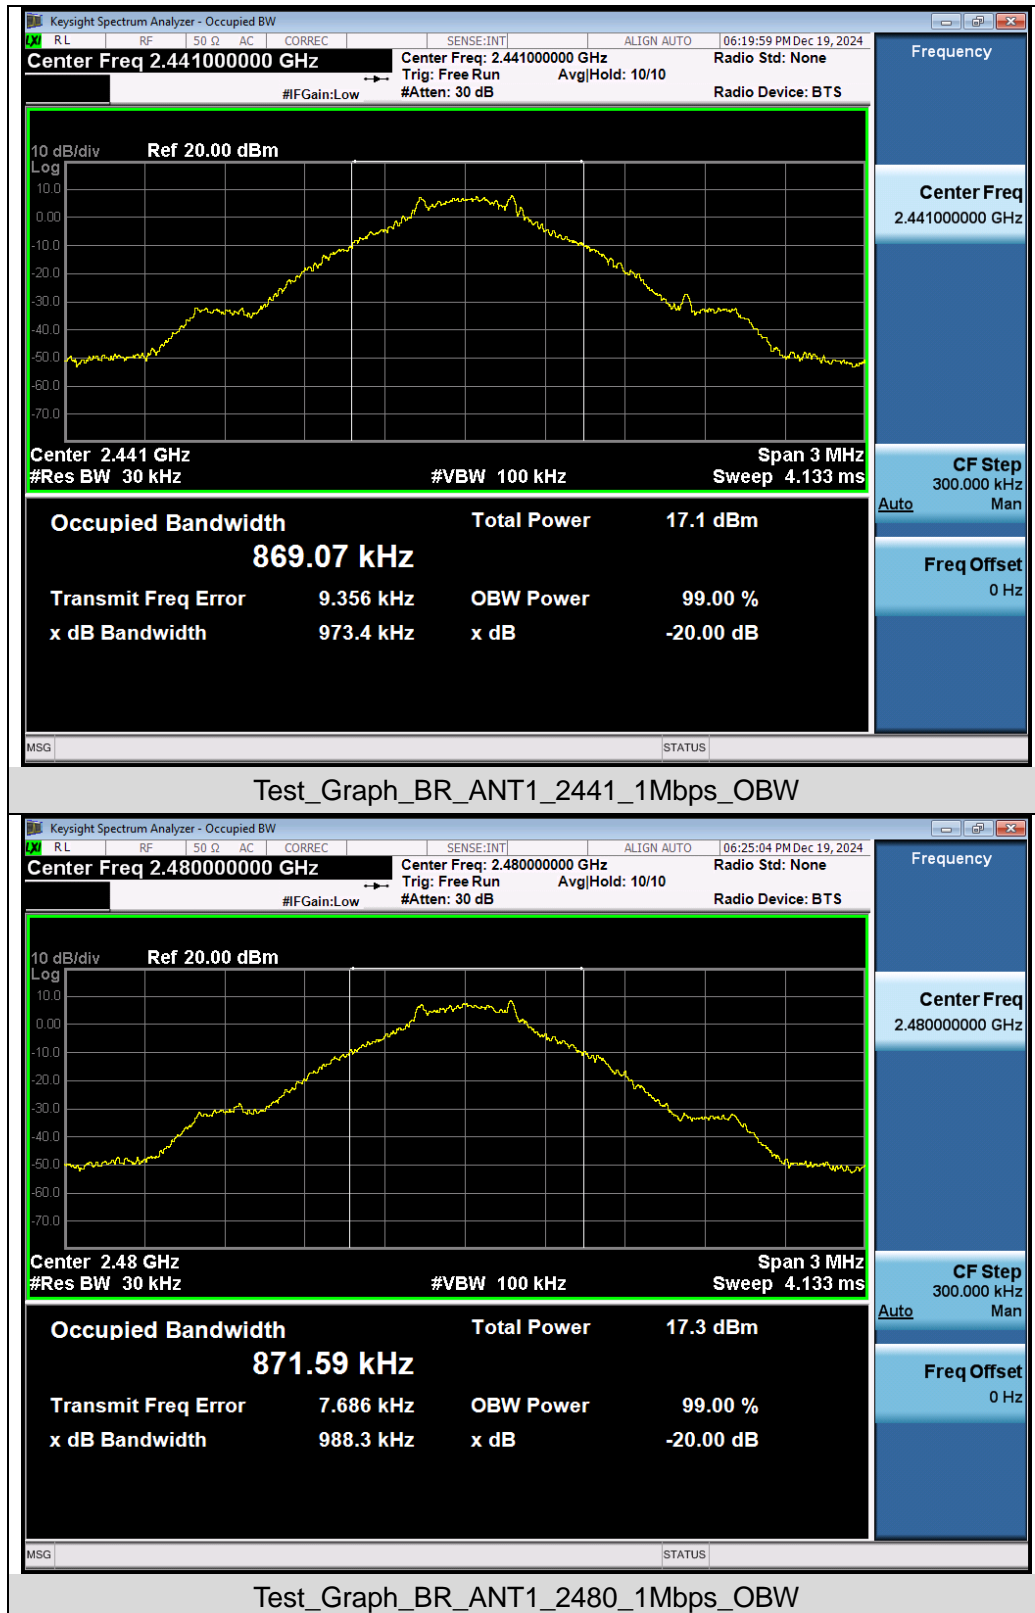 Keysight Spectrum Analyzer - Occupied BW
LXI RL RF 50 Ω AC CORREC SENSE:INT ALIGN AUTO 06:19:59 PM Dec 19, 2024
Center Freq 2.441000000 GHz
Center Freq: 2.441000000 GHz
Radio Std: None
Trig: Free Run Avg|Hold: 10/10
#IFGain:Low
#Atten: 30 dB
Radio Device: BTS
Frequency
10 dB/div Ref 20.00 dBm
Log
10.0
0.00
-10.0
-20.0
-30.0
-40.0
-50.0
-60.0
-70.0
Center Freq
2.441000000 GHz
Center 2.441 GHz Span 3 MHz
#Res BW 30 kHz #VBW 100 kHz Sweep 4.133 ms
CF Step
300.000 kHz
Auto Man
Occupied Bandwidth Total Power 17.1 dBm
869.07 kHz
Transmit Freq Error 9.356 kHz OBW Power 99.00 %
x dB Bandwidth 973.4 kHz x dB -20.00 dB
Freq Offset
0 Hz
MSG STATUS
Test_Graph_BR_ANT1_2441_1Mbps_OBW
Keysight Spectrum Analyzer - Occupied BW
LXI RL RF 50 Ω AC CORREC SENSE:INT ALIGN AUTO 06:25:04 PM Dec 19, 2024
Center Freq 2.480000000 GHz
Center Freq: 2.480000000 GHz
Radio Std: None
Trig: Free Run Avg|Hold: 10/10
#IFGain:Low
#Atten: 30 dB
Radio Device: BTS
Frequency
10 dB/div Ref 20.00 dBm
Log
10.0
0.00
-10.0
-20.0
-30.0
-40.0
-50.0
-60.0
-70.0
Center Freq
2.480000000 GHz
Center 2.48 GHz Span 3 MHz
#Res BW 30 kHz #VBW 100 kHz Sweep 4.133 ms
CF Step
300.000 kHz
Auto Man
Occupied Bandwidth Total Power 17.3 dBm
871.59 kHz
Transmit Freq Error 7.686 kHz OBW Power 99.00 %
x dB Bandwidth 988.3 kHz x dB -20.00 dB
Freq Offset
0 Hz
MSG STATUS
Test_Graph_BR_ANT1_2480_1Mbps_OBW